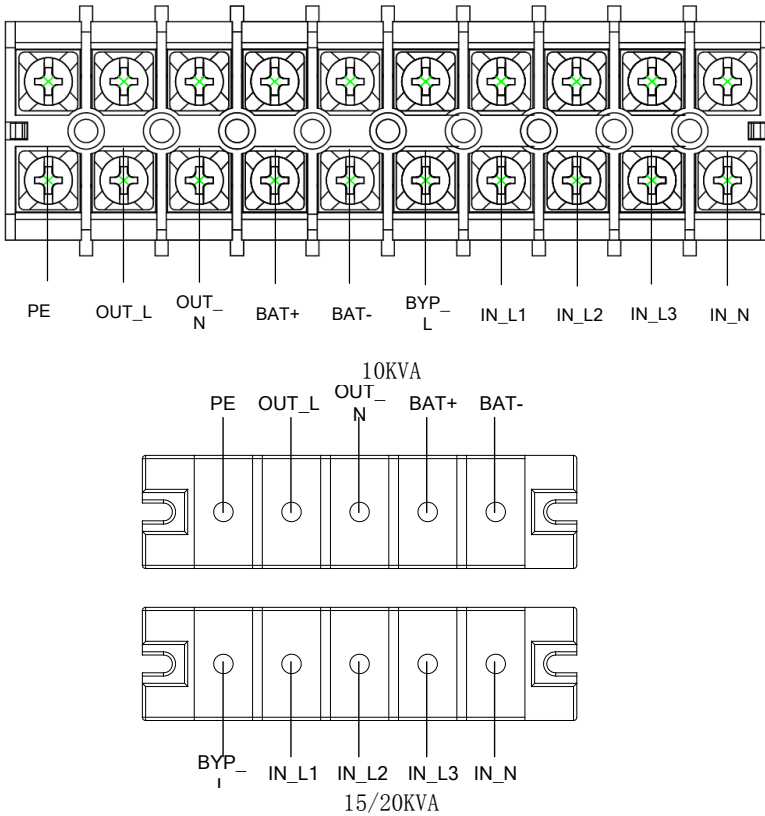 PE OUT_L OUT_ BAT+ BAT- BYP_ IN_L1 IN_L2 IN_L3 IN_N
N L
10KVA
PE OUT_L OUT_ BAT+ BAT-
N
BYP_ IN_L1 IN_L2 IN_L3 IN_N
15/20KVA